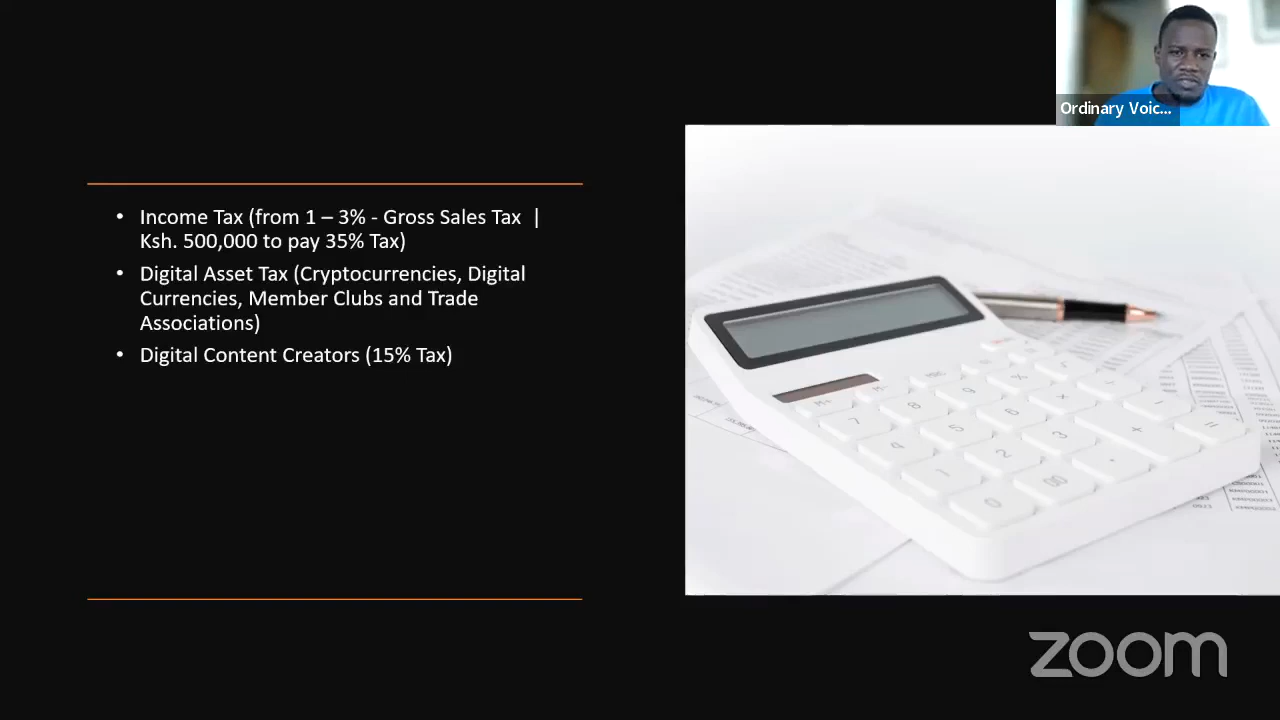 Ordinary Voic...
• Income Tax (from 1 – 3% - Gross Sales Tax |
Ksh. 500,000 to pay 35% Tax)
• Digital Asset Tax (Cryptocurrencies, Digital
Currencies, Member Clubs and Trade
Associations)
• Digital Content Creators (15% Tax)
zoom